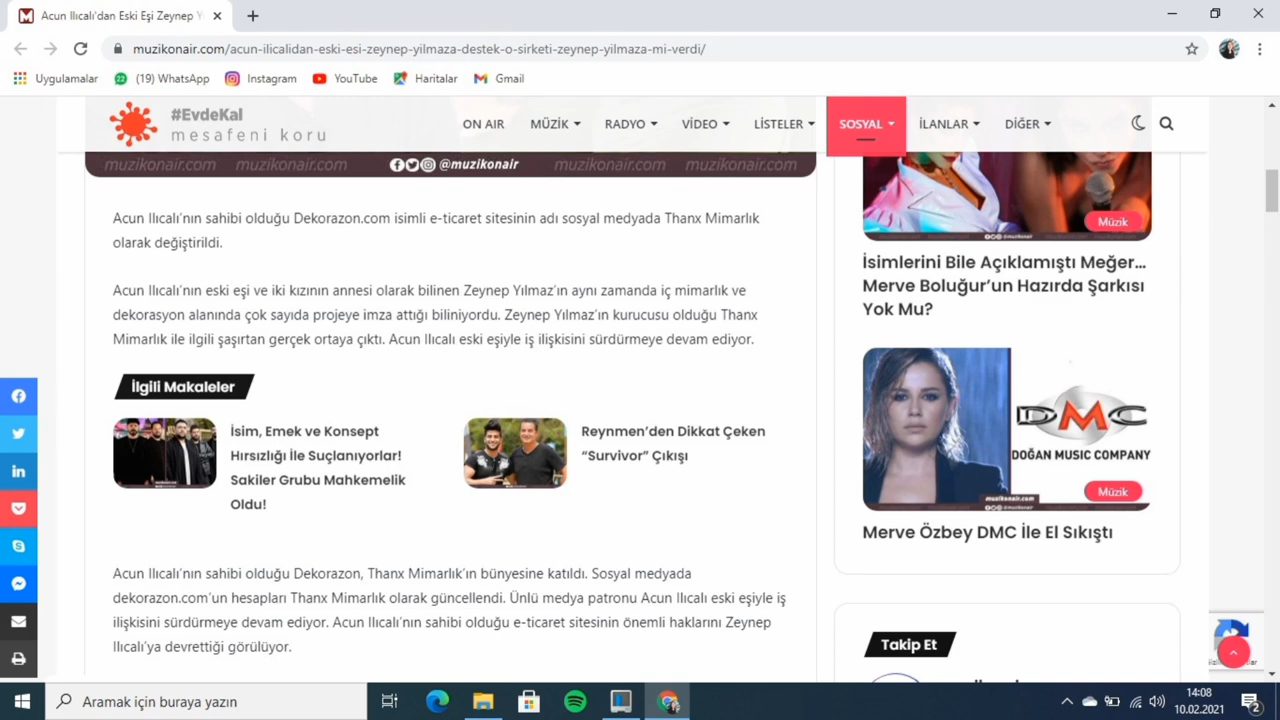 Acun Ilıcalı'dan Eski Eşi Zeynep Y
muzikonair.com/acun-ilicalidan-eski-esi-zeynep-yilmaza-destek-o-sirketi-zeynep-yilmaza-mi-verdi/
Uygulamalar
(19) WhatsApp
Instagram
YouTube
Haritalar
Gmail
#EvdeKal
mesafeni koru
ON AIR
MÜZİK
RADYO
VİDEO
LİSTELER
SOSYAL
İLANLAR
DİĞER
muzikonair.com muzikonair.com @muzikonair muzikonair.com muzikonair.com
Acun Ilıcalı'nın sahibi olduğu Dekorazon.com isimli e-ticaret sitesinin adı sosyal medyada Thanx Mimarlık
olarak değiştirildi.
Acun Ilıcalı'nın eski eşi ve iki kızının annesi olarak bilinen Zeynep Yılmaz'ın aynı zamanda iç mimarlık ve
dekorasyon alanında çok sayıda projeye imza attığı biliniyordu. Zeynep Yılmaz'ın kurucusu olduğu Thanx
Mimarlık ile ilgili şaşırtan gerçek ortaya çıktı. Acun Ilıcalı eski eşiyle iş ilişkisini sürdürmeye devam ediyor.
İlgili Makaleler
İsim, Emek ve Konsept
Hırsızlığı İle Suçlanıyorlar!
Sakiler Grubu Mahkemelik
Oldu!
Reynmen'den Dikkat Çeken
“Survivor” Çıkışı
Acun Ilıcalı'nın sahibi olduğu Dekorazon, Thanx Mimarlık'ın bünyesine katıldı. Sosyal medyada
dekorazon.com'un hesapları Thanx Mimarlık olarak güncellendi. Ünlü medya patronu Acun Ilıcalı eski eşiyle iş
ilişkisini sürdürmeye devam ediyor. Acun Ilıcalı'nın sahibi olduğu e-ticaret sitesinin önemli haklarını Zeynep
Ilıcalı'ya devrettiği görülüyor.
Müzik
İsimlerini Bile Açıklamıştı Meğer...
Merve Boluğur'un Hazırda Şarkısı
Yok Mu?
DMC
DOĞAN MUSIC COMPANY
muzikonair.com
Müzik
Merve Özbey DMC İle El Sıkıştı
Takip Et
Aramak için buraya yazın
14:08
10.02.2021
2